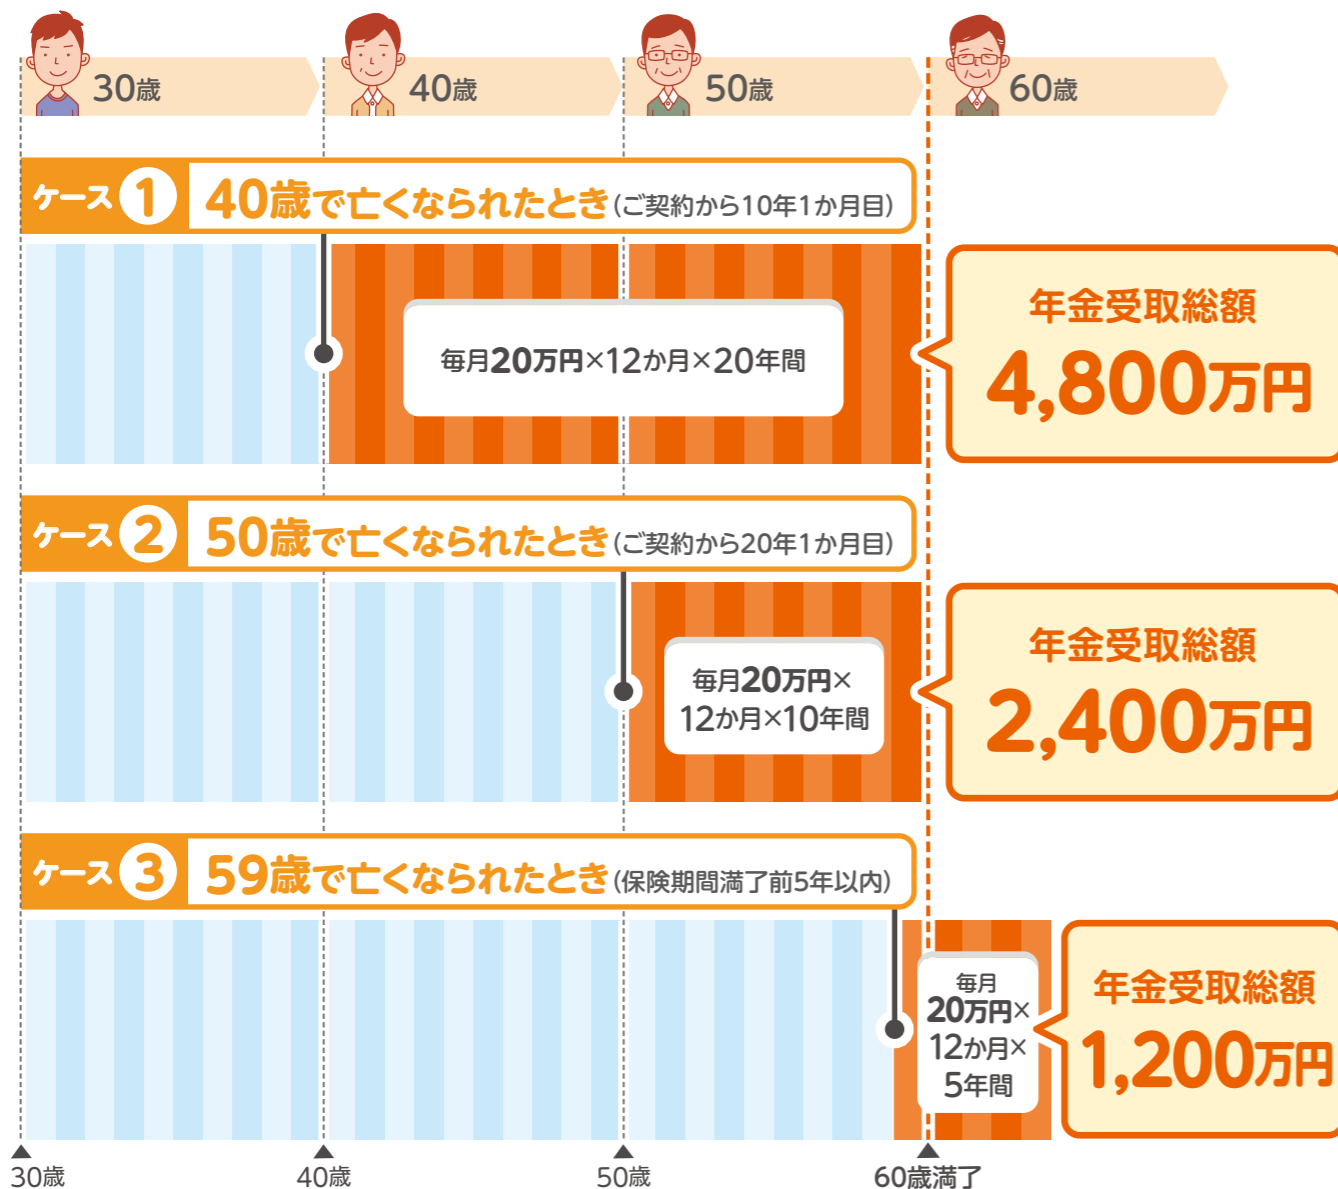 30歳
40歳
50歳
60歳
ケース1 40歳で亡くなられたとき(ご契約から10年1か月目)
毎月20万円×12か月×20年間
年金受取総額
4,800万円
ケース2 50歳で亡くなられたとき(ご契約から20年1か月目)
毎月20万円×
12か月×10年間
年金受取総額
2,400万円
ケース3 59歳で亡くなられたとき(保険期間満了前5年以内)
毎月
20万円×
12か月×
5年間
年金受取総額
1,200万円
30歳
40歳
50歳
60歳満了